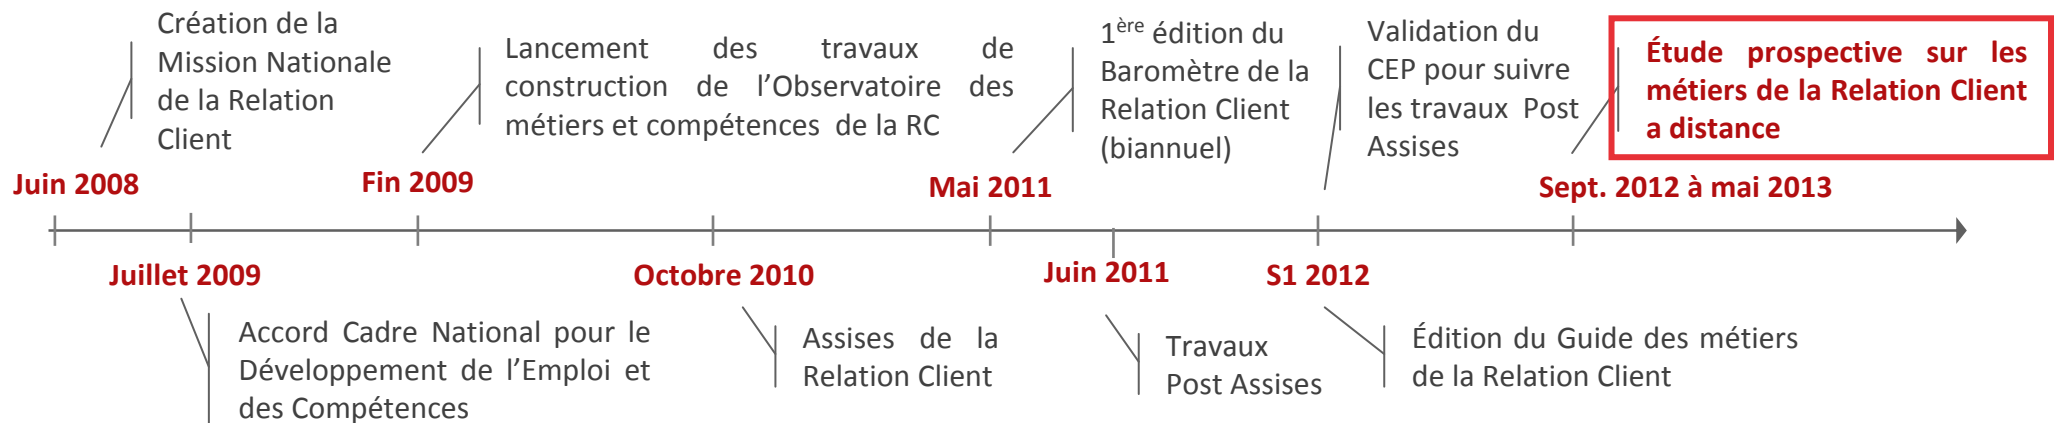 Création de la
Mission Nationale
de la Relation
Client
Juin 2008
Lancement des travaux de
construction de l’Observatoire des
métiers et compétences de la RC
Fin 2009
1ère édition du
Baromètre de la
Relation Client
(biannuel)
Mai 2011
Validation du
CEP pour suivre
les travaux Post
Assises
Étude prospective sur les
métiers de la Relation Client
a distance
Sept. 2012 à mai 2013
Juillet 2009
Accord Cadre National pour le
Développement de l’Emploi et
des Compétences
Octobre 2010
Assises de la
Relation Client
Juin 2011
Travaux
Post Assises
S1 2012
Édition du Guide des métiers
de la Relation Client